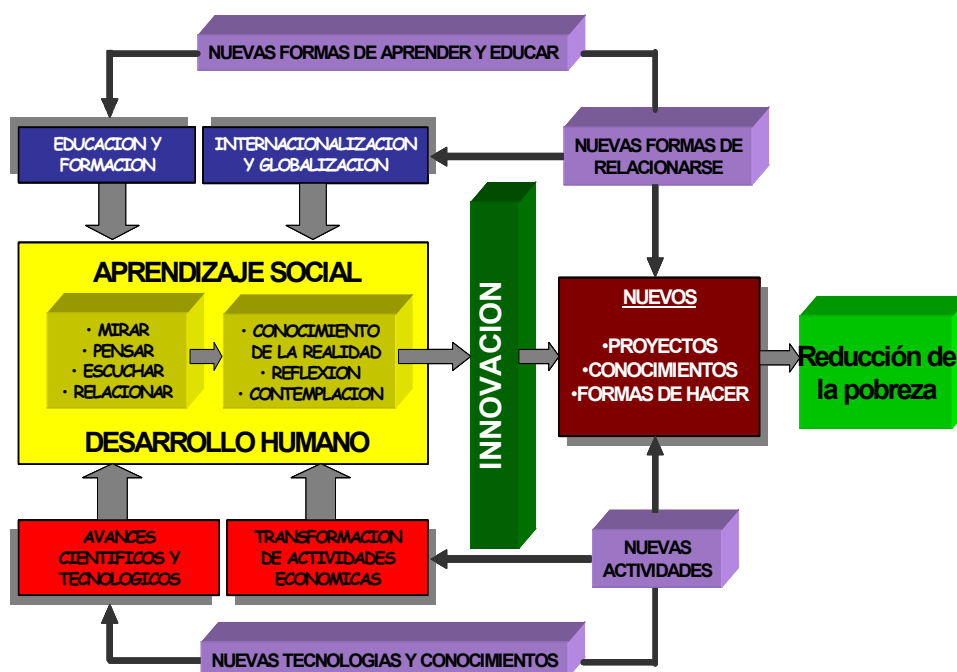 NUEVAS FORMAS DE APRENDER Y EDUCAR
EDUCACION Y
FORMACION
INTERNACIONALIZACION
Y GLOBALIZACION
NUEVAS FORMAS DE
RELACIONARSE
APRENDIZAJE SOCIAL
• MIRAR
• PENSAR
• ESCUCHAR
• RELACIONAR
• CONOCIMIENTO
DE LA REALIDAD
• REFLEXION
• CONTEMPLACION
DESARROLLO HUMANO
INNOVACION
NUEVOS
•PROYECTOS
•CONOCIMIENTOS
•FORMAS DE HACER
Reducción de
la pobreza
AVANCES
CIENTIFICOS Y
TECNOLOGICOS
TRANSFORMACION
DE ACTIVIDADES
ECONOMICAS
NUEVAS
ACTIVIDADES
NUEVAS TECNOLOGIAS Y CONOCIMIENTOS